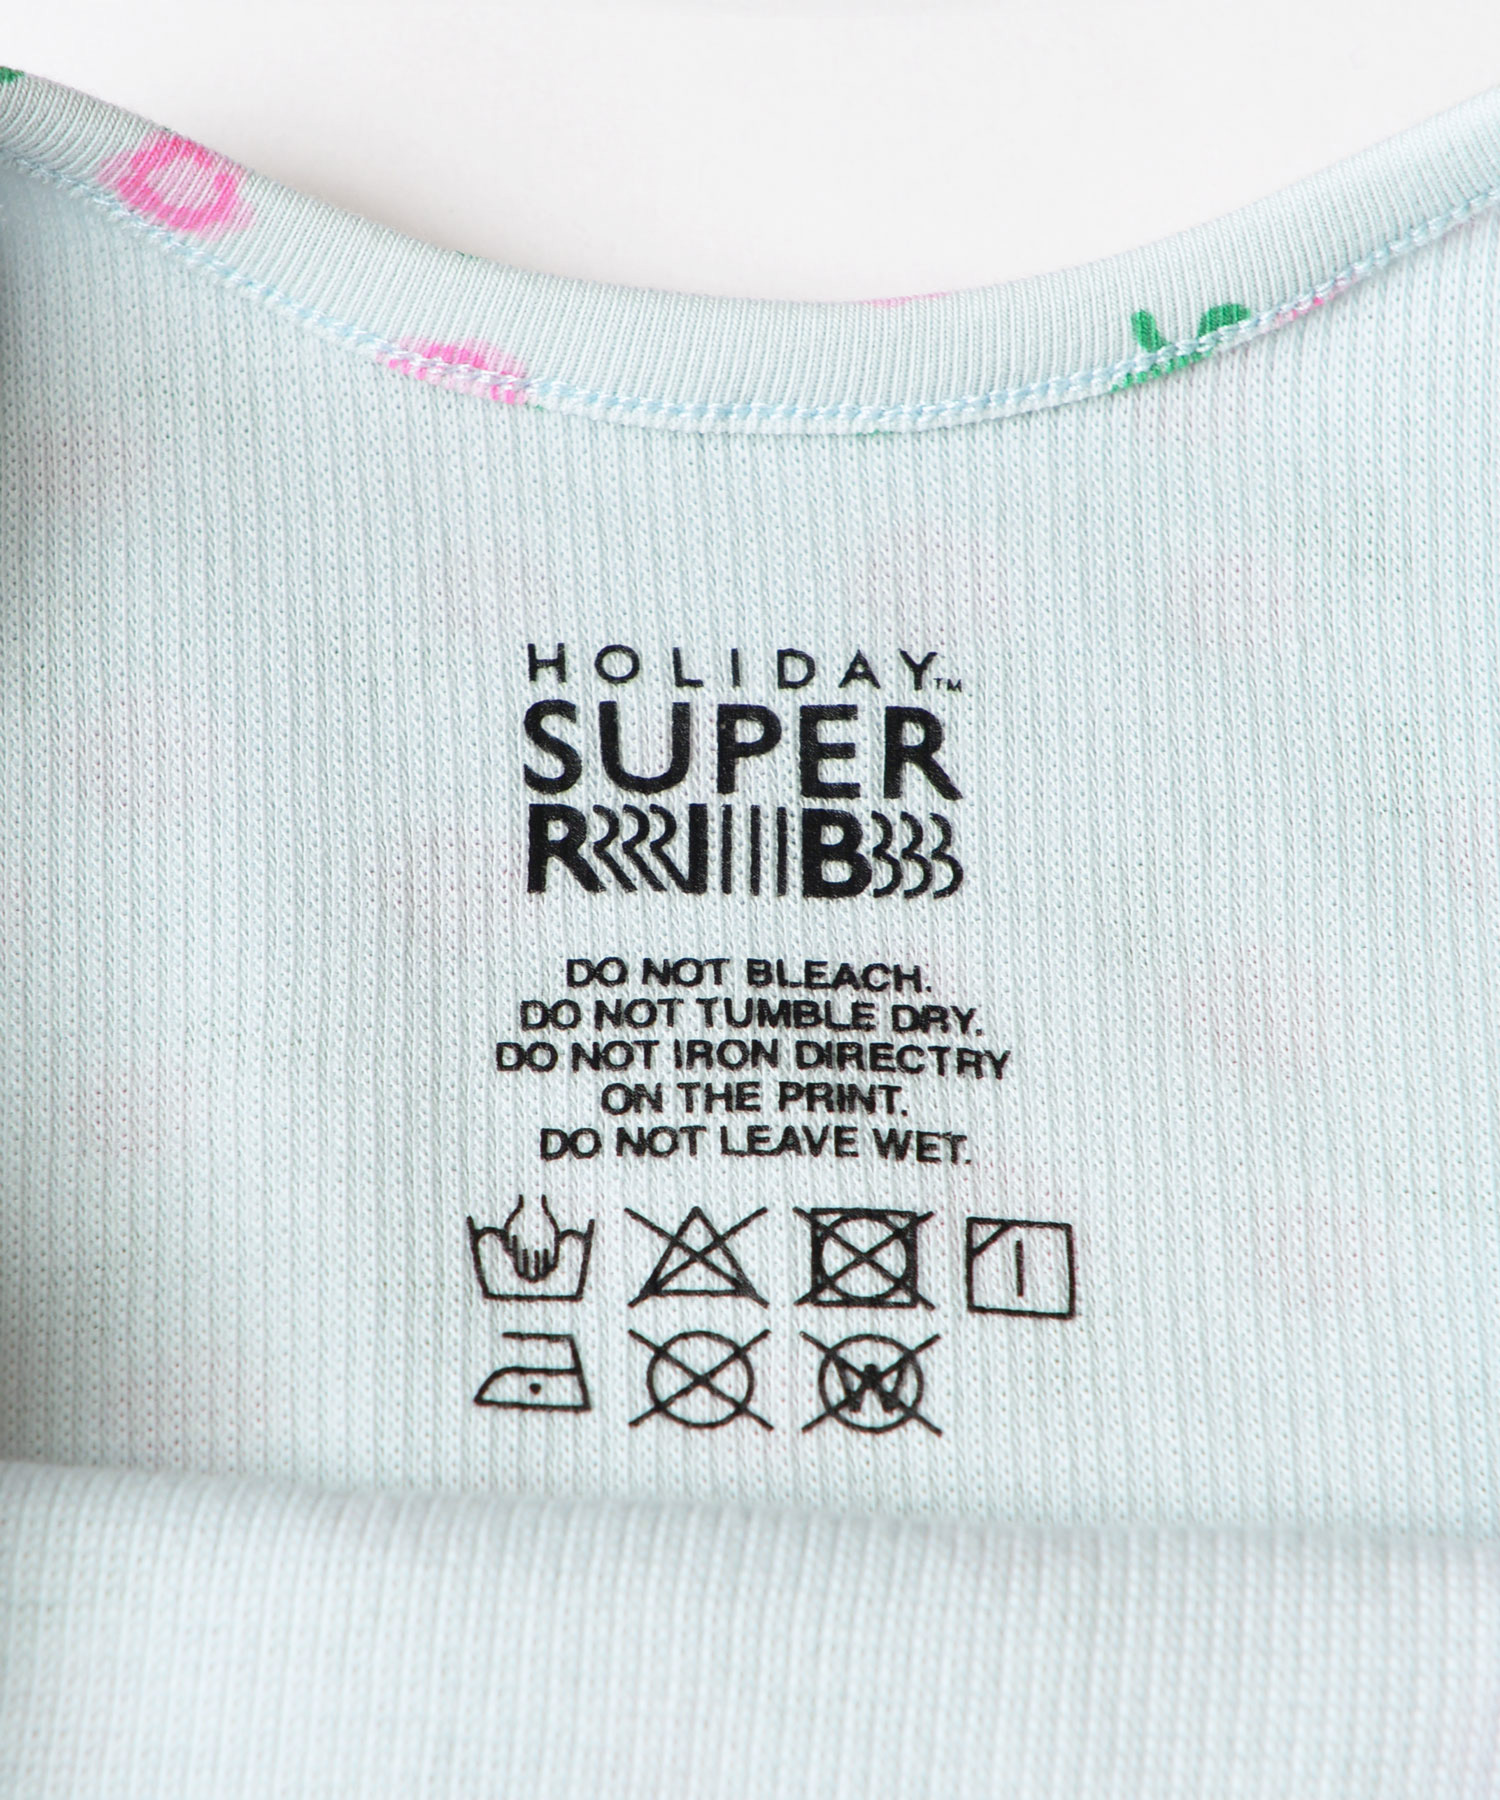 HOLIDAY™
SUPER
RIB
DO NOT BLEACH.
DO NOT TUMBLE DRY.
DO NOT IRON DIRECTRY
ON THE PRINT.
DO NOT LEAVE WET.
W